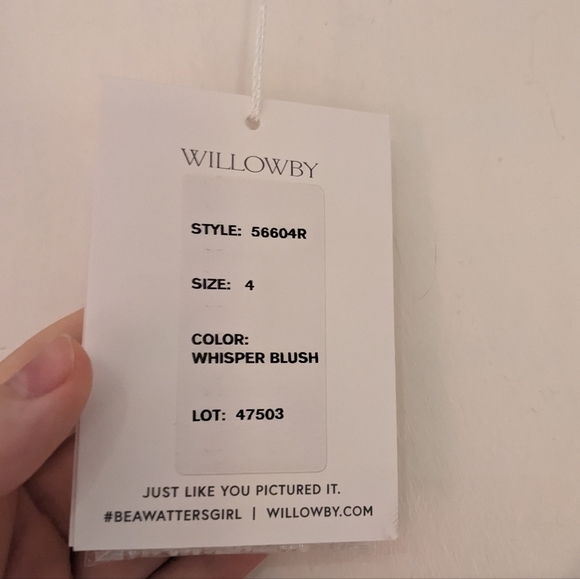 WILLOWBY
STYLE: 56604R
SIZE: 4
COLOR:
WHISPER BLUSH
LOT: 47503
JUST LIKE YOU PICTURED IT.
#BEAWATTERSGIRL | WILLOWBY.COM